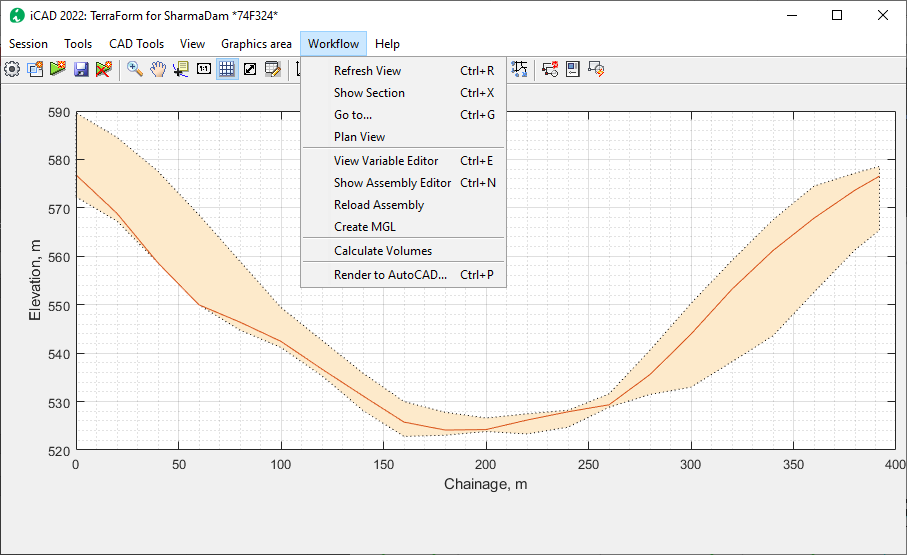 iCAD 2022: TerraForm for SharmaDam *74F324*
Session Tools CAD Tools View Graphics area Workflow Help
1:1
Refresh View Ctrl+R
Show Section Ctrl+X
Go to... Ctrl+G
Plan View
View Variable Editor Ctrl+E
Show Assembly Editor Ctrl+N
Reload Assembly
Create MGL
Calculate Volumes
Render to AutoCAD... Ctrl+P
590
580
570
560
550
540
530
520
Elevation, m
0 50 100 150 200 250 300 350 400
Chainage, m